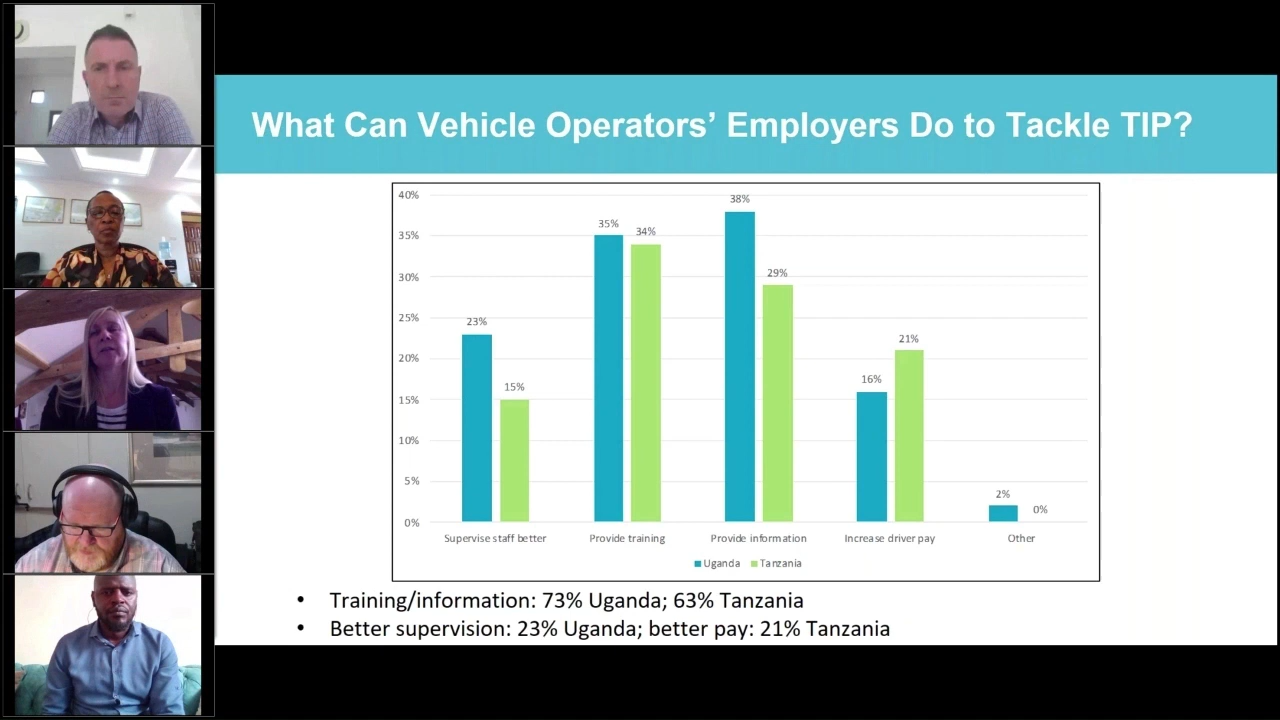 What Can Vehicle Operators’ Employers Do to Tackle TIP?
40%
35%
30%
25%
20%
15%
10%
5%
0%
23%
15%
35%
34%
38%
29%
16%
21%
2%
0%
Supervise staff better
Provide training
Provide information
Increase driver pay
Other
Uganda
Tanzania
• Training/information: 73% Uganda; 63% Tanzania
• Better supervision: 23% Uganda; better pay: 21% Tanzania